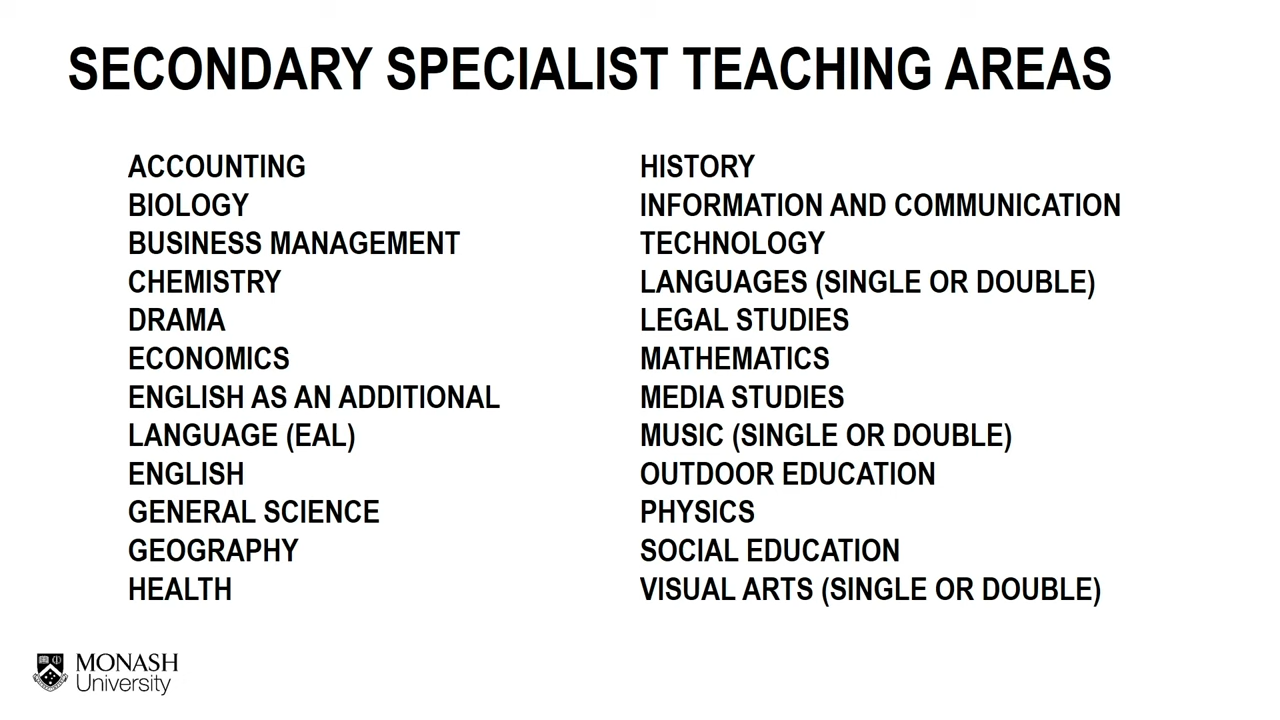 SECONDARY SPECIALIST TEACHING AREAS
ACCOUNTING
BIOLOGY
BUSINESS MANAGEMENT
CHEMISTRY
DRAMA
ECONOMICS
ENGLISH AS AN ADDITIONAL
LANGUAGE (EAL)
ENGLISH
GENERAL SCIENCE
GEOGRAPHY
HEALTH
HISTORY
INFORMATION AND COMMUNICATION
TECHNOLOGY
LANGUAGES (SINGLE OR DOUBLE)
LEGAL STUDIES
MATHEMATICS
MEDIA STUDIES
MUSIC (SINGLE OR DOUBLE)
OUTDOOR EDUCATION
PHYSICS
SOCIAL EDUCATION
VISUAL ARTS (SINGLE OR DOUBLE)
MONASH
University